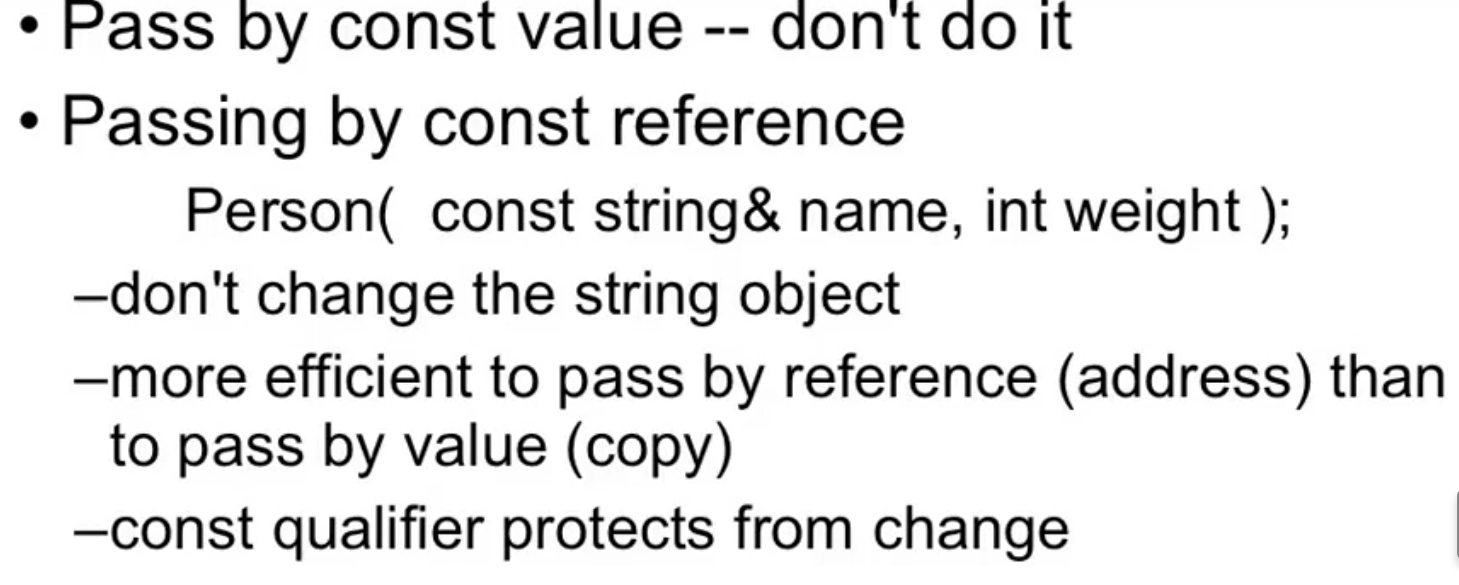 • Pass by const value -- don't do it
• Passing by const reference
Person(  const string& name, int weight );
–don't change the string object
–more efficient to pass by reference (address) than
to pass by value (copy)
–const qualifier protects from change